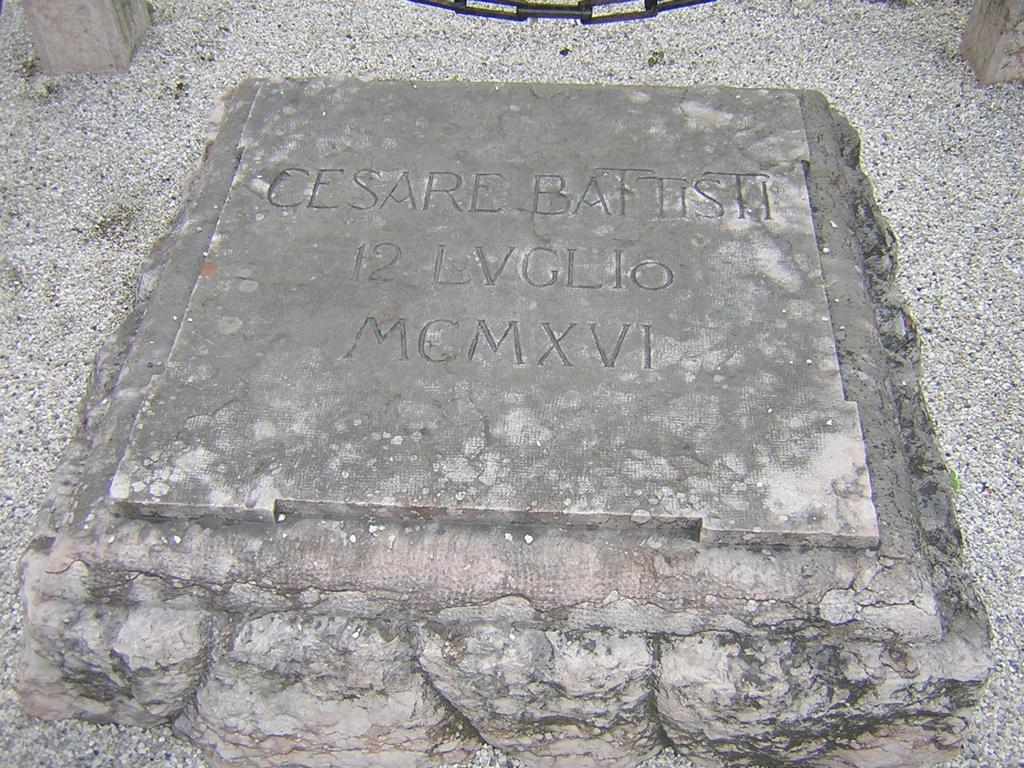 CESARE BATTISTI
12 LVGLIO
MCMXVI